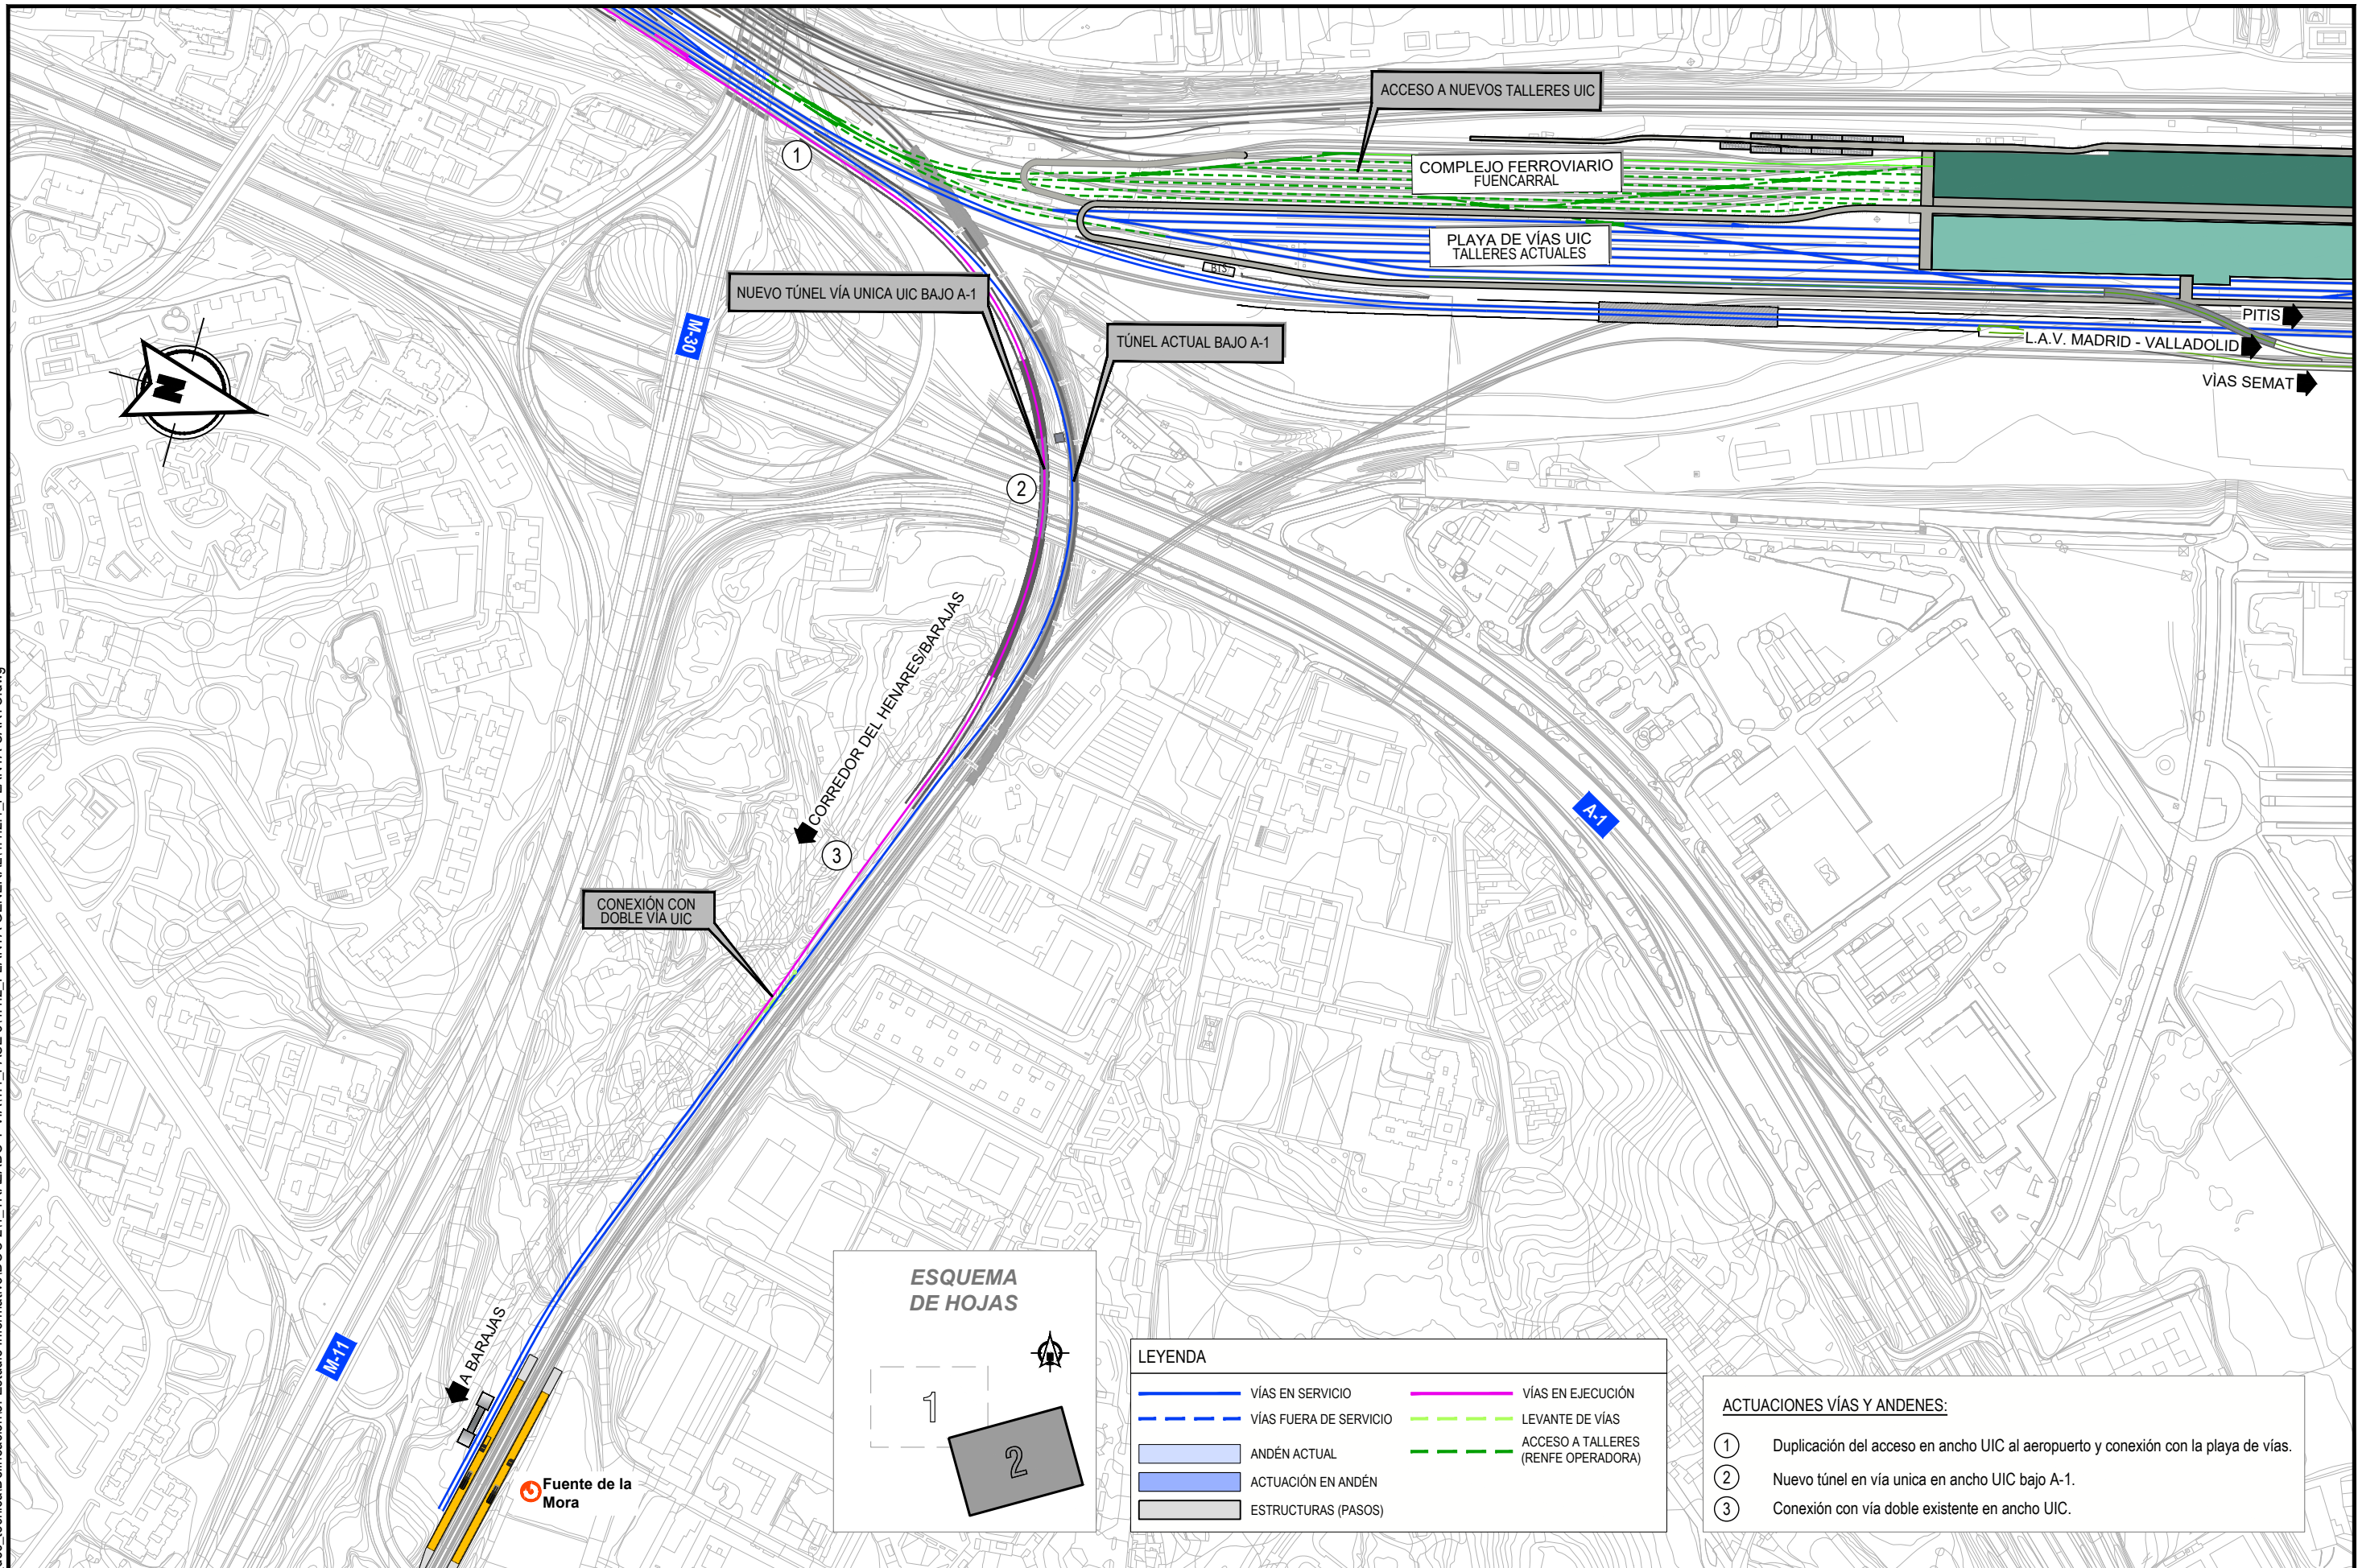 ACCESO A NUEVOS TALLERES UIC
1
COMPLEJO FERROVIARIO
FUENCARRAL
PLAYA DE VÍAS UIC
TALLERES ACTUALES
BTS.
NUEVO TÚNEL VÍA UNICA UIC BAJO A-1
M-30
TÚNEL ACTUAL BAJO A-1
PITIS
L.A.V. MADRID - VALLADOLID
VÌAS SEMAT
N
2
CORREDOR DEL HENARES/BARAJAS
A-1
3
CONEXIÓN CON
DOBLE VÍA UIC
A BARAJAS
M-11
Fuente de la
Mora
ESQUEMA
DE HOJAS
1
2
LEYENDA
VÍAS EN SERVICIO
VÍAS FUERA DE SERVICIO
ANDÉN ACTUAL
ACTUACIÓN EN ANDÉN
ESTRUCTURAS (PASOS)
VÍAS EN EJECUCIÓN
LEVANTE DE VÍAS
ACCESO A TALLERES
(RENFE OPERADORA)
ACTUACIONES VÍAS Y ANDENES:
1 Duplicación del acceso en ancho UIC al aeropuerto y conexión con la playa de vías.
2 Nuevo túnel en vía unica en ancho UIC bajo A-1.
3 Conexión con vía doble existente en ancho UIC.